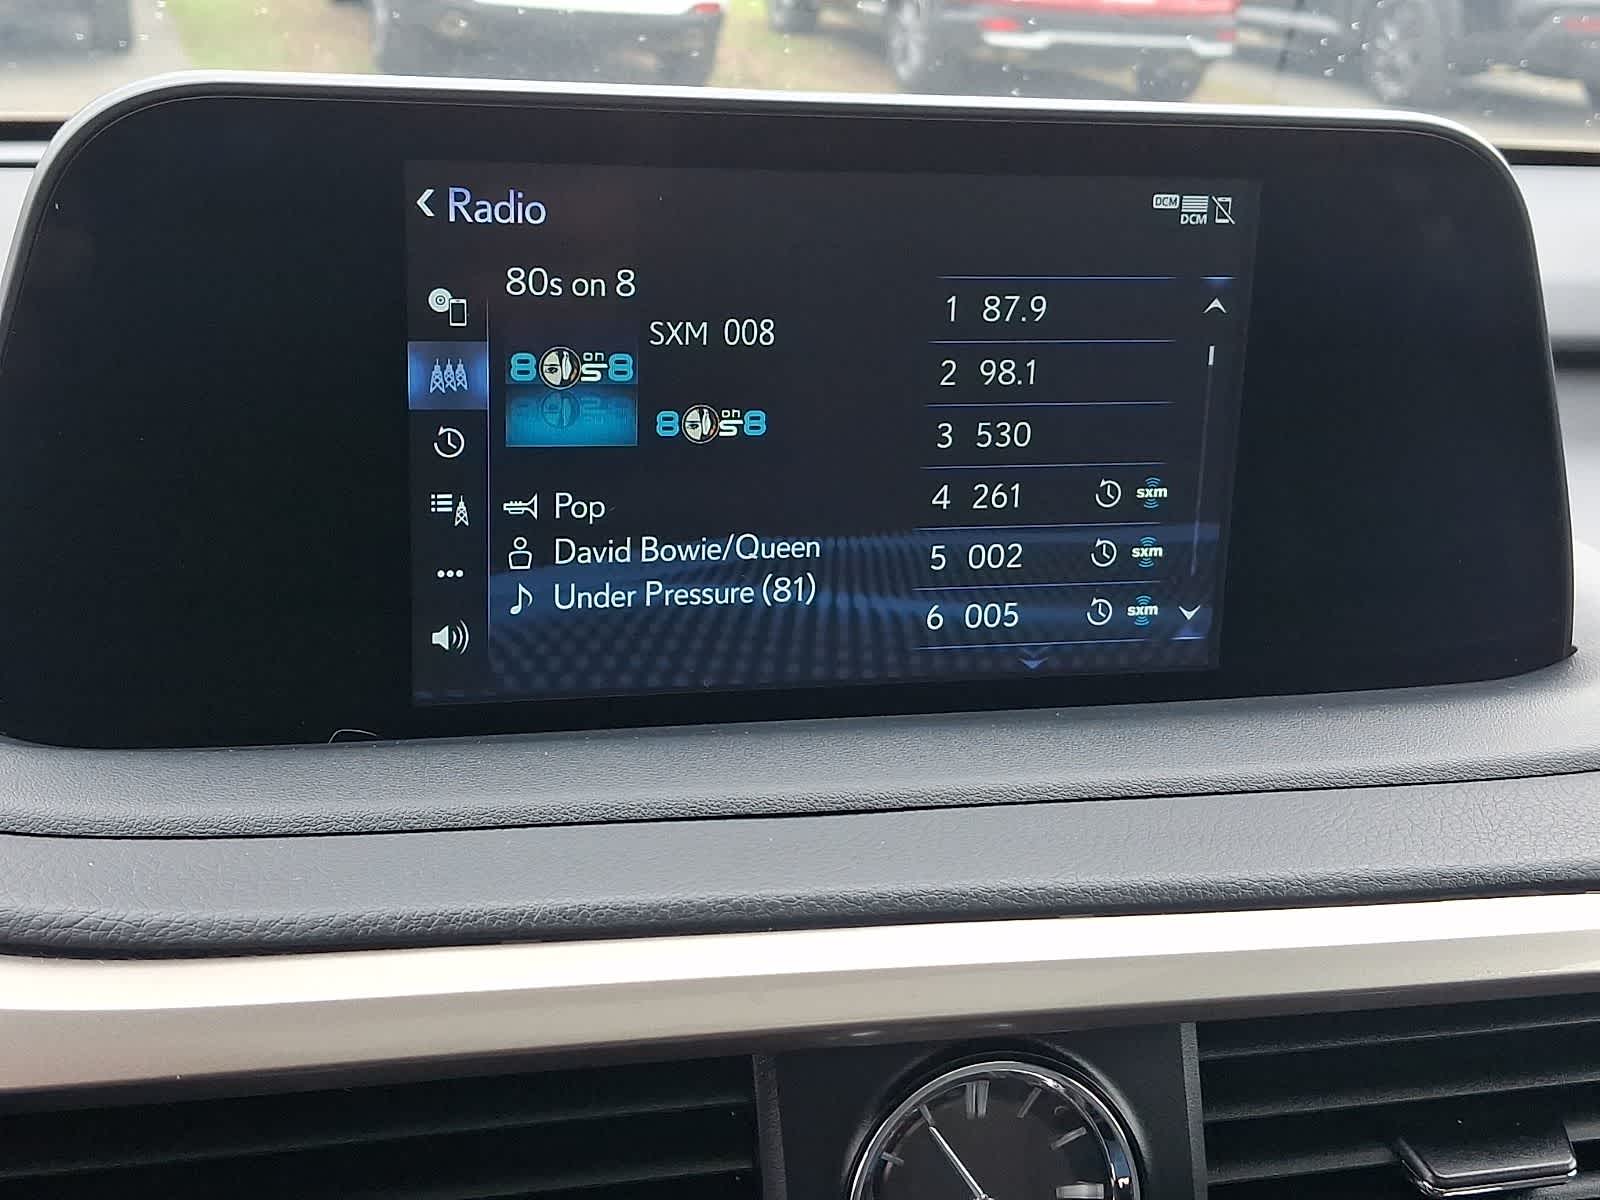 Radio
DCM
DCM
80s on 8
SXM 008
80s on 8
80s on 8
Pop
David Bowie/Queen
Under Pressure (81)
1 87.9
2 98.1
3 530
4 261 sxm
5 002 sxm
6 005 sxm